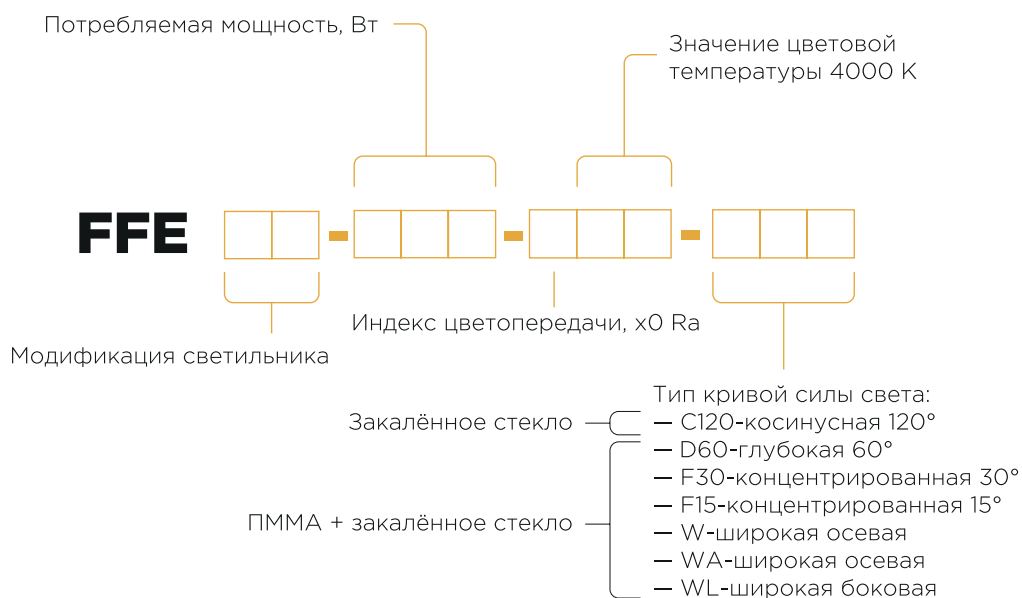 Потребляемая мощность, Вт
Значение цветовой
температуры 4000 К
FFE
Индекс цветопередачи, х0 Ra
Модификация светильника
Тип кривой силы света:
Закалённое стекло — C120-косинусная 120°
— D60-глубокая 60°
— F30-концентрированная 30°
— F15-концентрированная 15°
ПММА + закалённое стекло
— W-широкая осевая
— WA-широкая осевая
— WL-широкая боковая